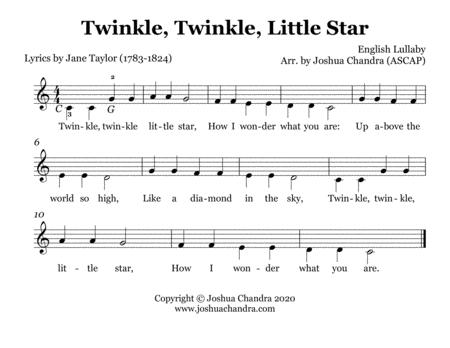 Twinkle, Twinkle, Little Star
English Lullaby
Lyrics by Jane Taylor (1783-1824) Arr. by Joshua Chandra (ASCAP)
2
C 3 G
Twin-kle, twin-kle lit-tle star, How I won-der what you are: Up a-bove the
6
world so high, Like a dia-mond in the sky, Twin-kle, twin-kle,
10
lit - tle star, How I won - der what you are.
Copyright © Joshua Chandra 2020
www.joshuachandra.com